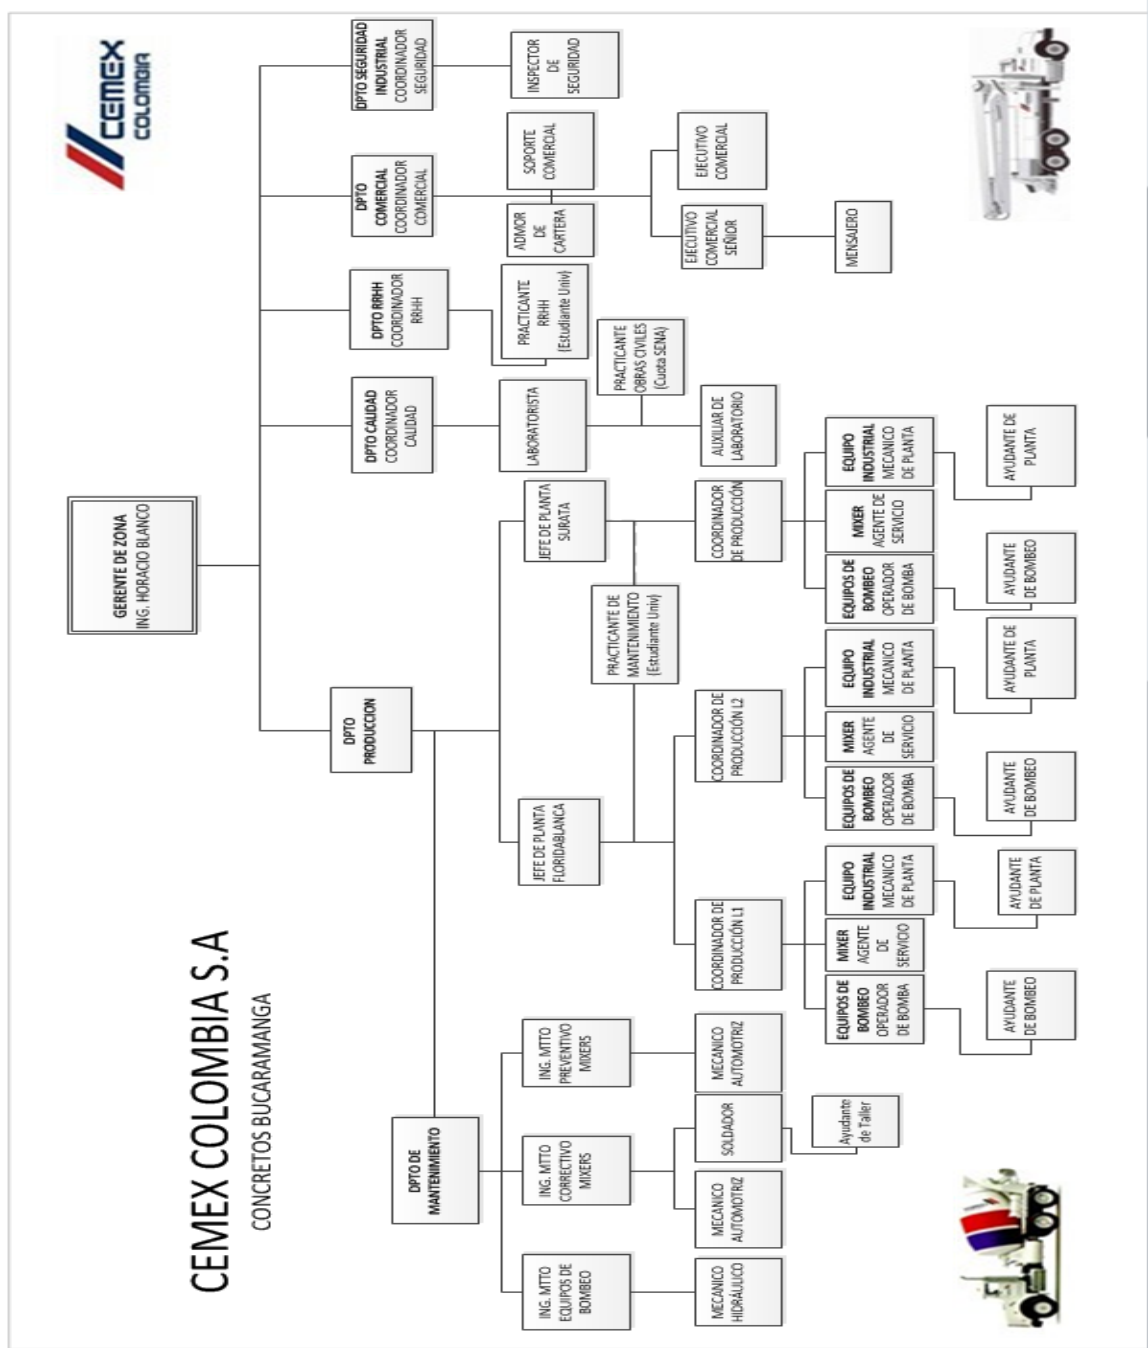 CEMEX COLOMBIA S.A
CONCRETOS BUCARAMANGA
CEMEX
COLOMBIA
GERENTE DE ZONA
ING. HORACIO BLANCO
DPTO
PRODUCCION
DPTO CALIDAD
COORDINADOR
CALIDAD
DPTO RRHH
COORDINADOR
RRHH
DPTO
COMERCIAL
COORDINADOR
COMERCIAL
DPTO SEGURIDAD
INDUSTRIAL
COORDINADOR
SEGURIDAD
DPTO DE
MANTENIMIENTO
JEFE DE PLANTA
FLORIDABLANCA
JEFE DE PLANTA
SURATA
LABORATORISTA
PRACTICANTE
RRHH
(Estudiante Univ)
ADMOR
DE
CARTERA
SOPORTE
COMERCIAL
INSPECTOR
DE
SEGURIDAD
ING. MTTO
EQUIPOS DE
BOMBEO
ING. MTTO
CORRECTIVO
MIXERS
ING. MTTO
PREVENTIVO
MIXERS
PRACTICANTE DE
MANTENIMIENTO
(Estudiante Univ)
PRACTICANTE
OBRAS CIVILES
(Cuota SENA)
MECANICO
HIDRÁULICO
MECANICO
AUTOMOTRIZ
SOLDADOR
MECANICO
AUTOMOTRIZ
COORDINADOR DE
PRODUCCIÓN L1
COORDINADOR DE
PRODUCCIÓN L2
COORDINADOR
DE PRODUCCIÓN
AUXILIAR DE
LABORATORIO
EJECUTIVO
COMERCIAL
SEÑIOR
EJECUTIVO
COMERCIAL
Ayudante
de Taller
EQUIPOS DE
BOMBEO
OPERADOR
DE BOMBA
MIXER
AGENTE
DE
SERVICIO
EQUIPO
INDUSTRIAL
MECANICO
DE PLANTA
EQUIPOS DE
BOMBEO
OPERADOR
DE BOMBA
MIXER
AGENTE
DE
SERVICIO
EQUIPO
INDUSTRIAL
MECANICO
DE PLANTA
EQUIPOS DE
BOMBEO
OPERADOR
DE BOMBA
MIXER
AGENTE DE
SERVICIO
EQUIPO
INDUSTRIAL
MECANICO
DE PLANTA
MENSAJERO
AYUDANTE
DE BOMBEO
AYUDANTE
DE PLANTA
AYUDANTE
DE BOMBEO
AYUDANTE DE
PLANTA
AYUDANTE
DE BOMBEO
AYUDANTE DE
PLANTA